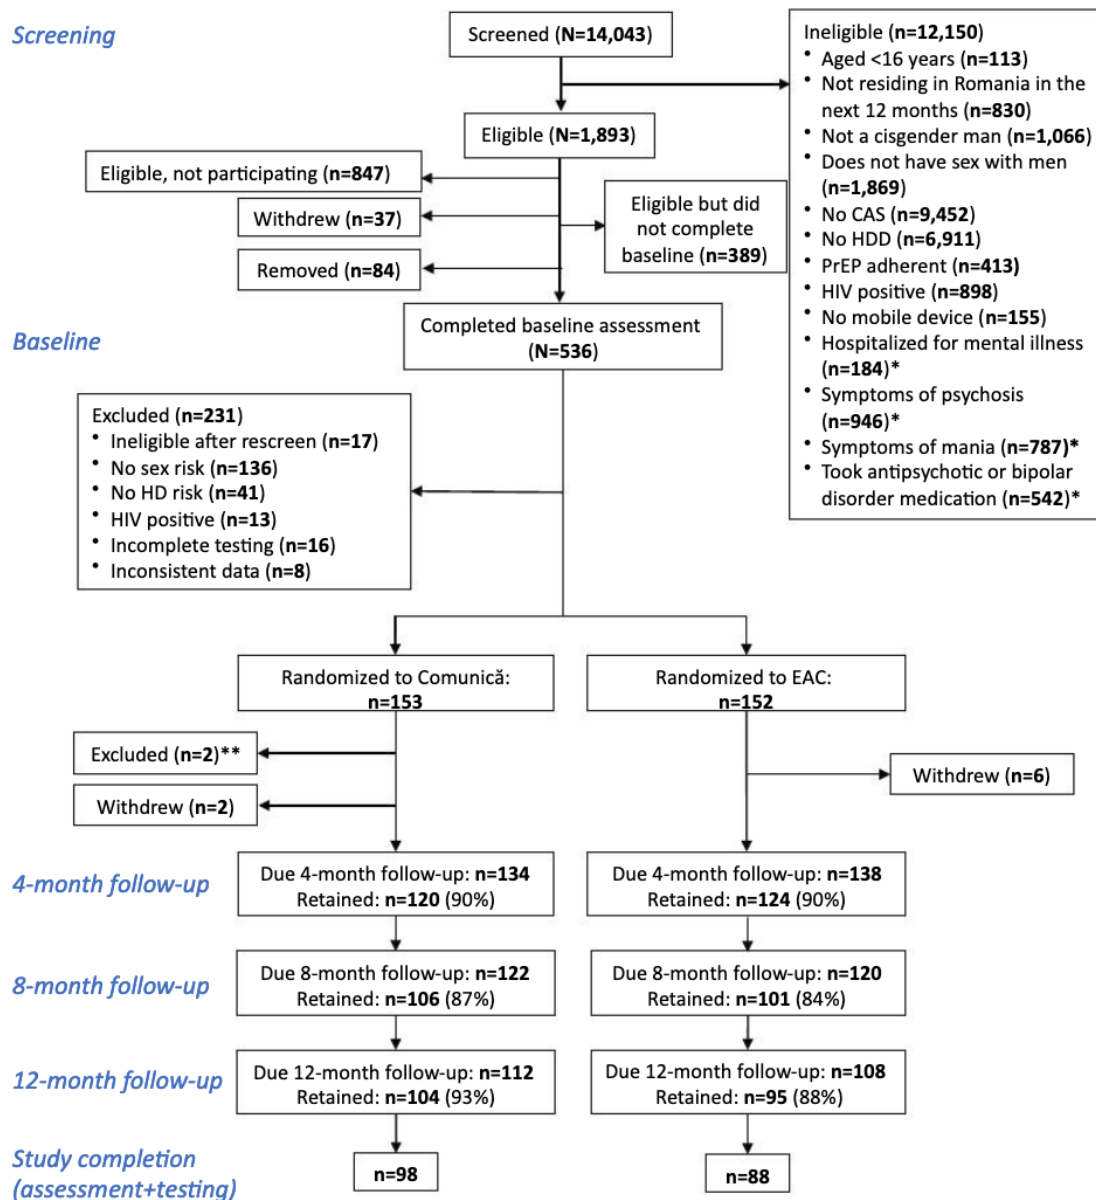 Screening
Screened (N=14,043)
Ineligible (n=12,150)
• Aged <16 years (n=113)
• Not residing in Romania in the
next 12 months (n=830)
• Not a cisgender man (n=1,066)
• Does not have sex with men
(n=1,869)
• No CAS (n=9,452)
• No HDD (n=6,911)
• PrEP adherent (n=413)
• HIV positive (n=898)
• No mobile device (n=155)
• Hospitalized for mental illness
(n=184)*
• Symptoms of psychosis
(n=946)*
• Symptoms of mania (n=787)*
• Took antipsychotic or bipolar
disorder medication (n=542)*
Eligible (N=1,893)
Eligible, not participating (n=847)
Withdrew (n=37)
Removed (n=84)
Eligible but did
not complete
baseline (n=389)
Baseline
Completed baseline assessment
(N=536)
Excluded (n=231)
• Ineligible after rescreen (n=17)
• No sex risk (n=136)
• No HD risk (n=41)
• HIV positive (n=13)
• Incomplete testing (n=16)
• Inconsistent data (n=8)
Randomized to Comunică:
n=153
Randomized to EAC:
n=152
Excluded (n=2)**
Withdrew (n=2)
Withdrew (n=6)
4-month follow-up
Due 4-month follow-up: n=134
Retained: n=120 (90%)
Due 4-month follow-up: n=138
Retained: n=124 (90%)
8-month follow-up
Due 8-month follow-up: n=122
Retained: n=106 (87%)
Due 8-month follow-up: n=120
Retained: n=101 (84%)
12-month follow-up
Due 12-month follow-up: n=112
Retained: n=104 (93%)
Due 12-month follow-up: n=108
Retained: n=95 (88%)
Study completion
(assessment+testing)
n=98
n=88